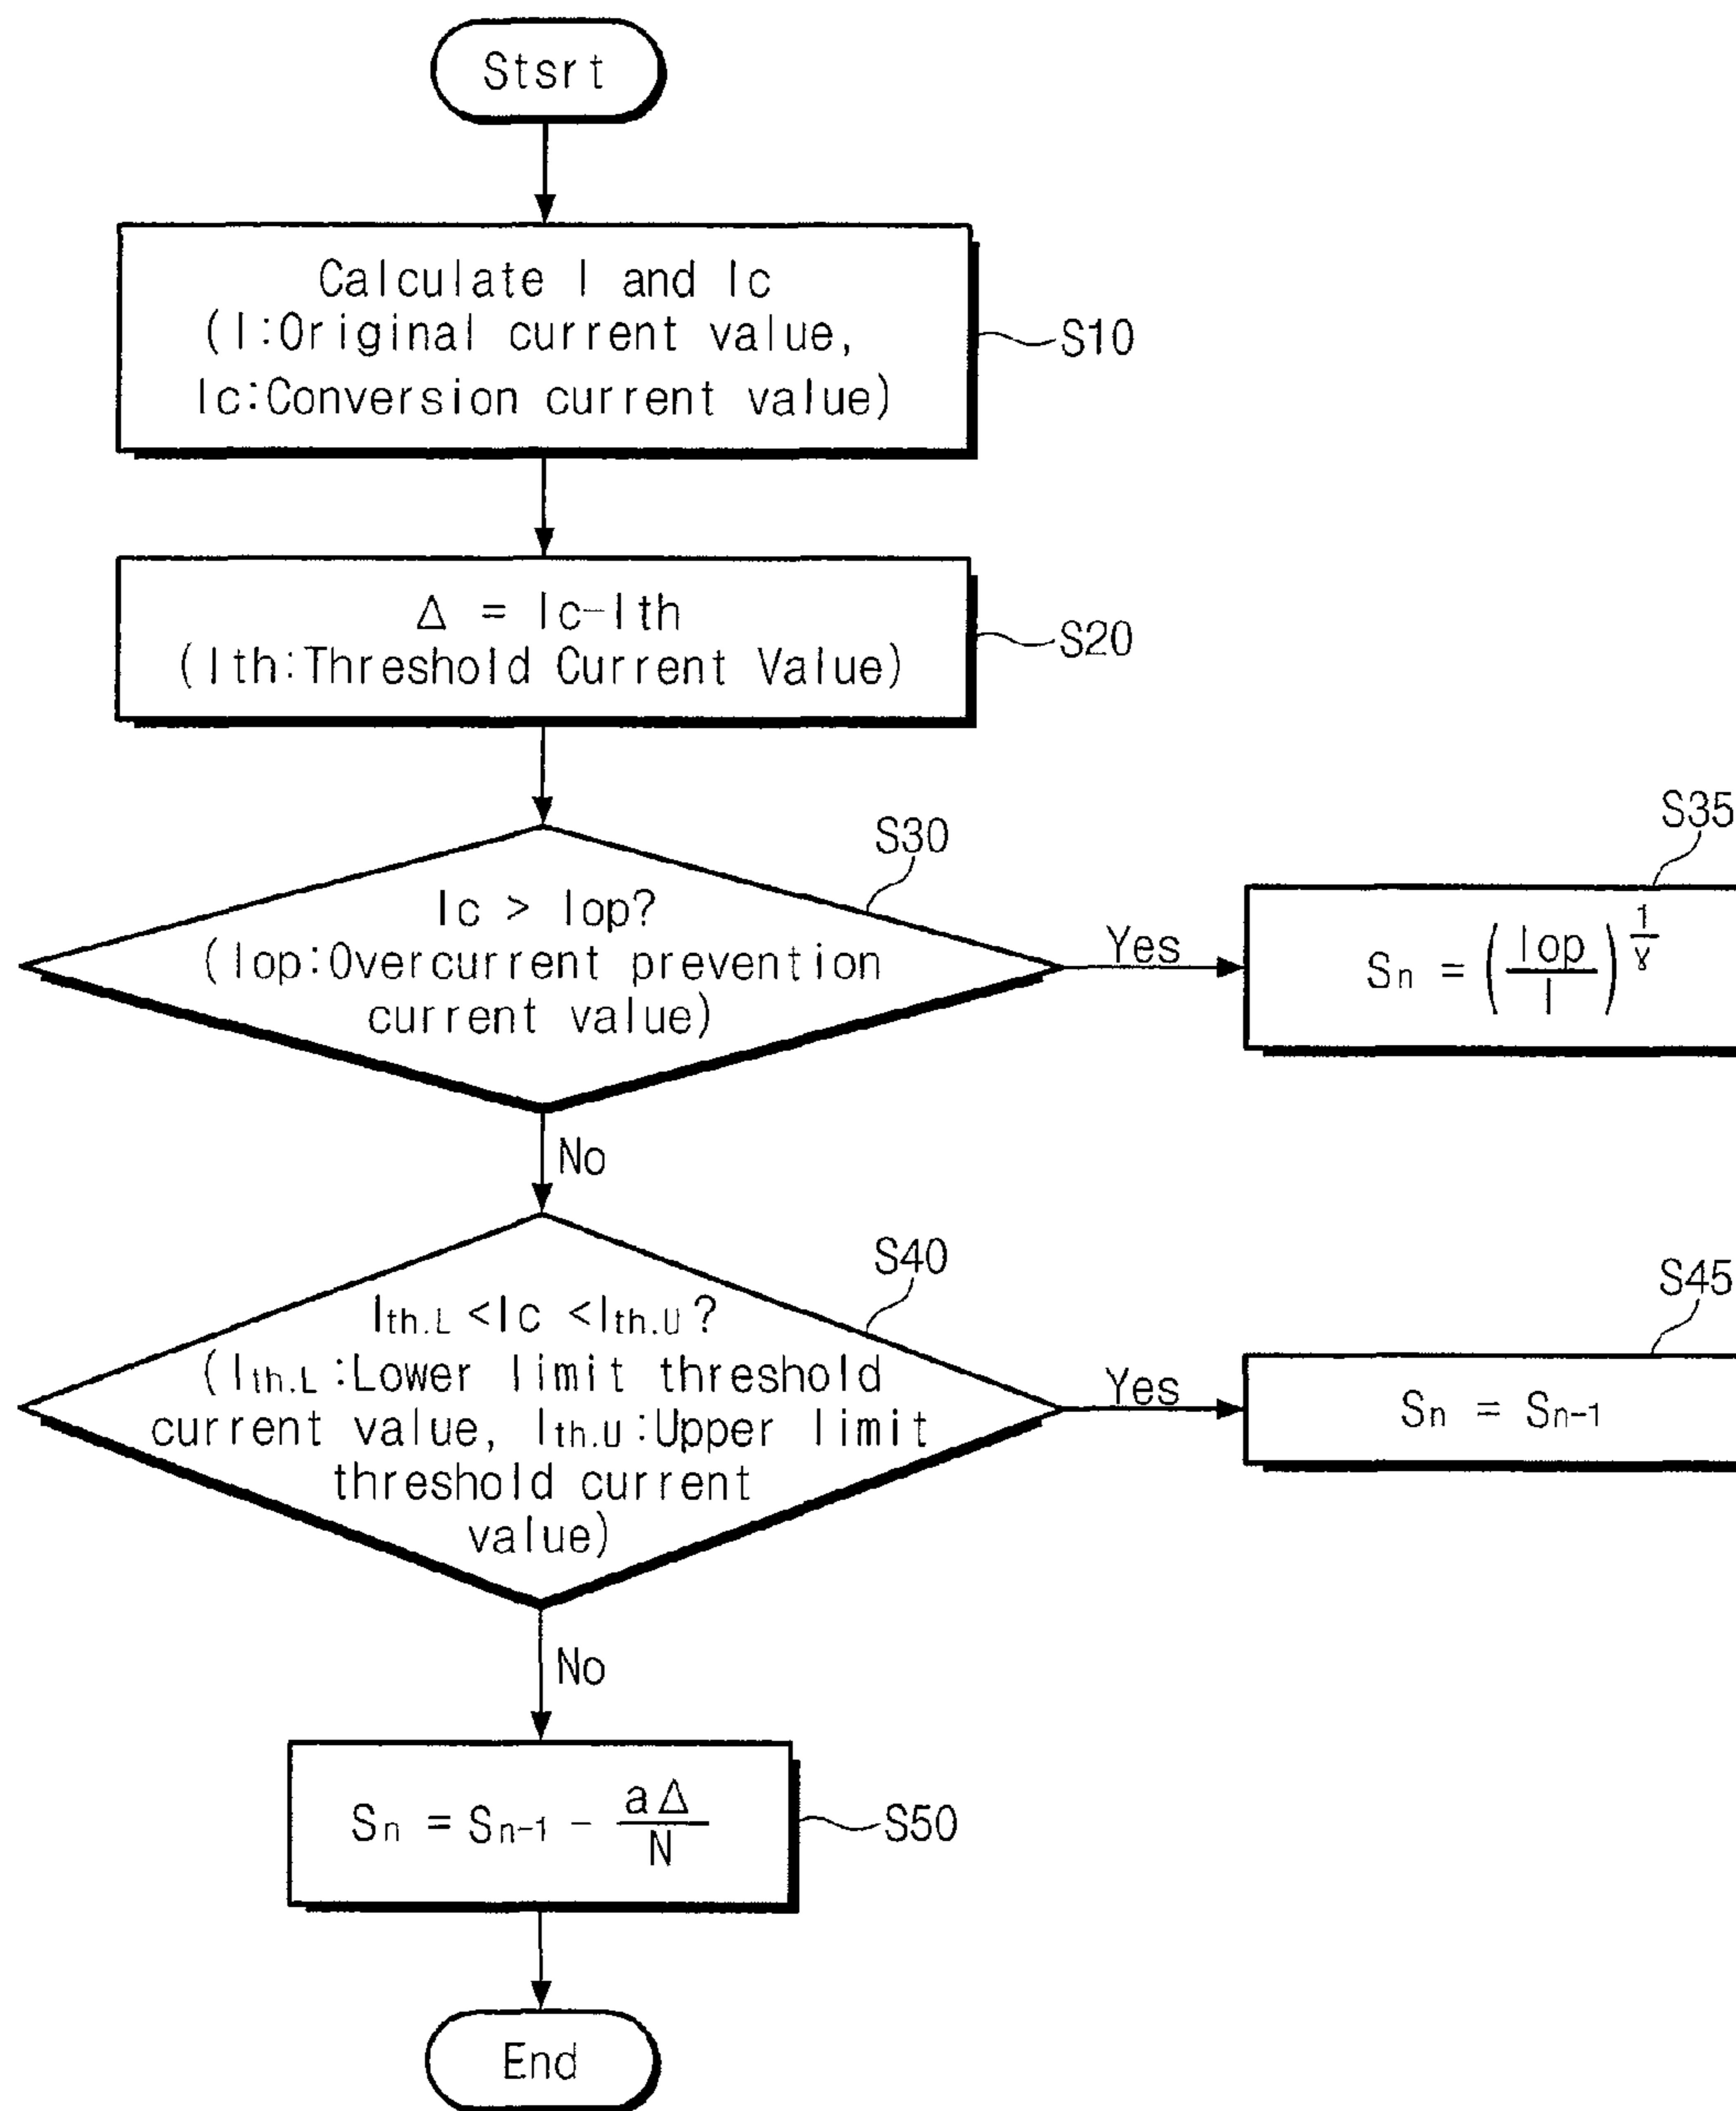 Stsrt
Calculate I and Ic
(I:Original current value,
Ic:Conversion current value)
S10
Δ = Ic-Ith
(Ith:Threshold Current Value)
S20
S30
Ic > Iop?
(Iop:Overcurrent prevention
current value)
Yes
S35
Sn = (Iop/I)^(1/γ)
No
S40
Ith.L <Ic <Ith.U ?
(Ith.L :Lower limit threshold
current value, Ith.U :Upper limit
threshold current
value)
Yes
S45
Sn = Sn-1
No
Sn = Sn-1 - aΔ/N
S50
End